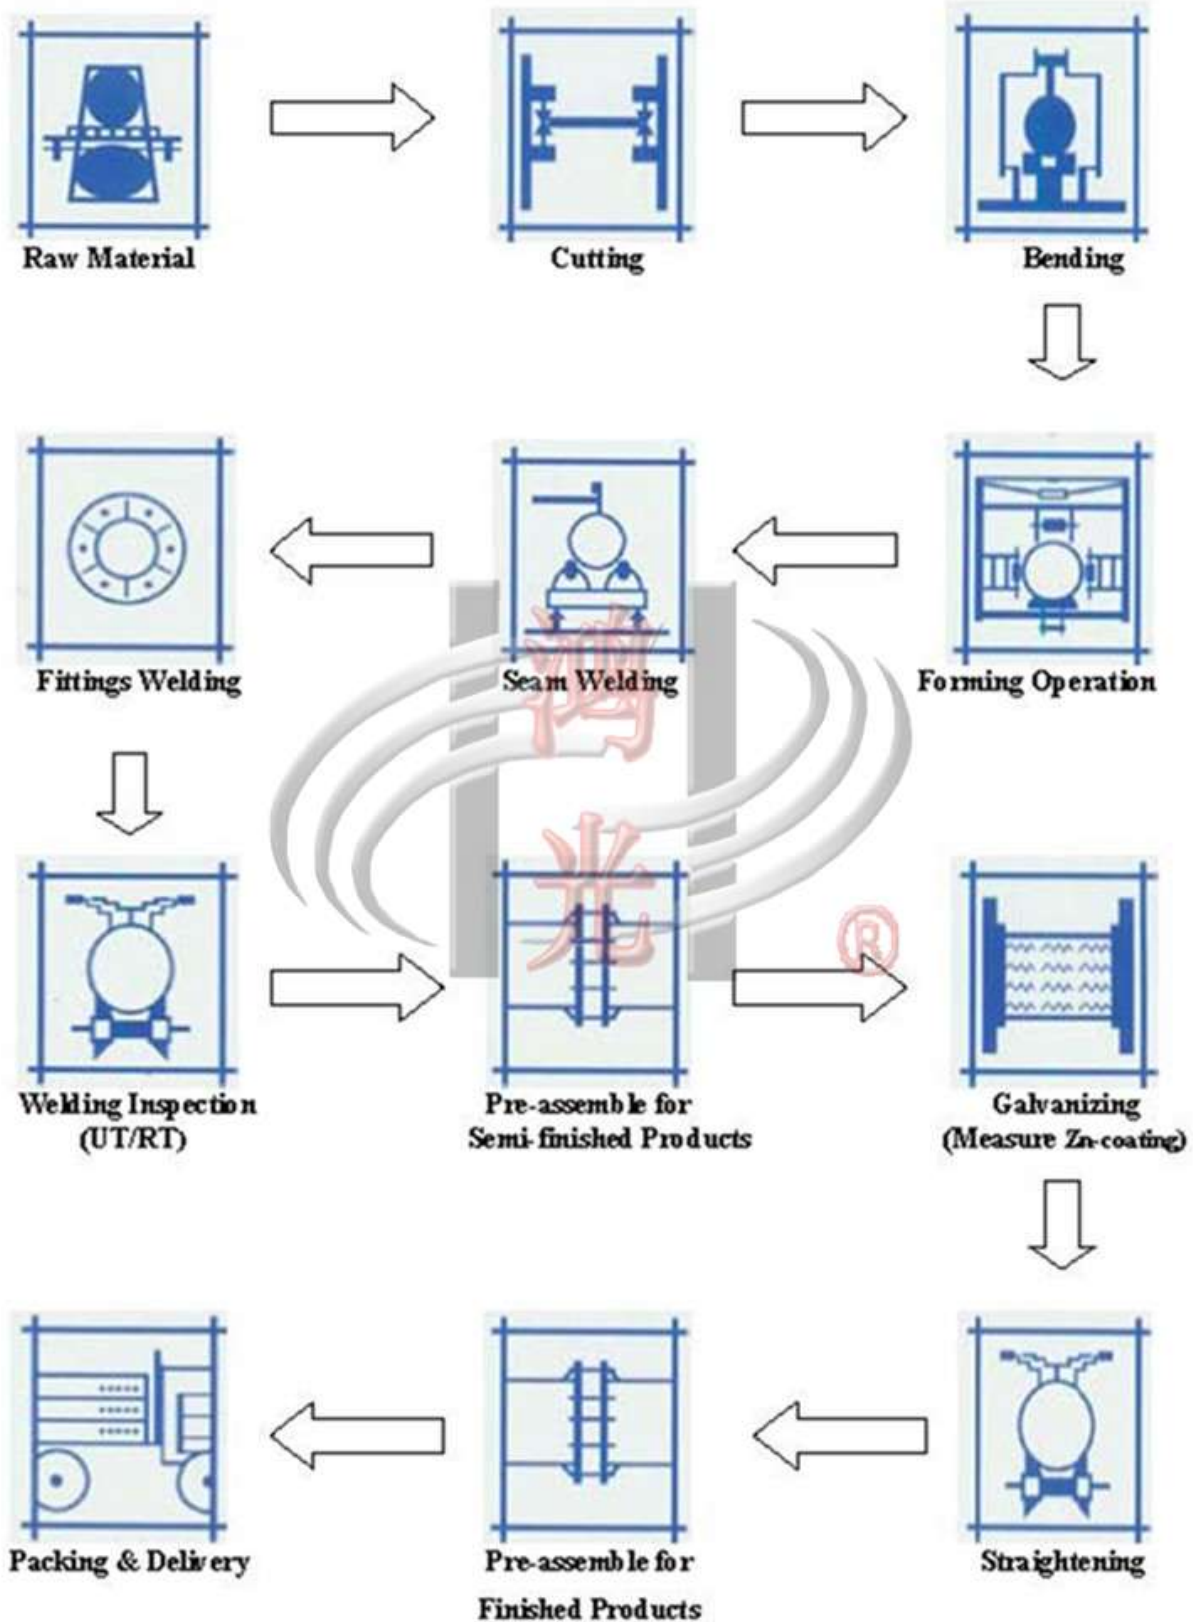 Raw Material
Cutting
Bending
Fittings Welding
Seam Welding
Forming Operation
鸿
光
®
Welding Inspection
(UT/RT)
Pre-assemble for
Semi-finished Products
Galvanizing
(Measure Zn-coating)
Packing & Delivery
Pre-assemble for
Finished Products
Straightening